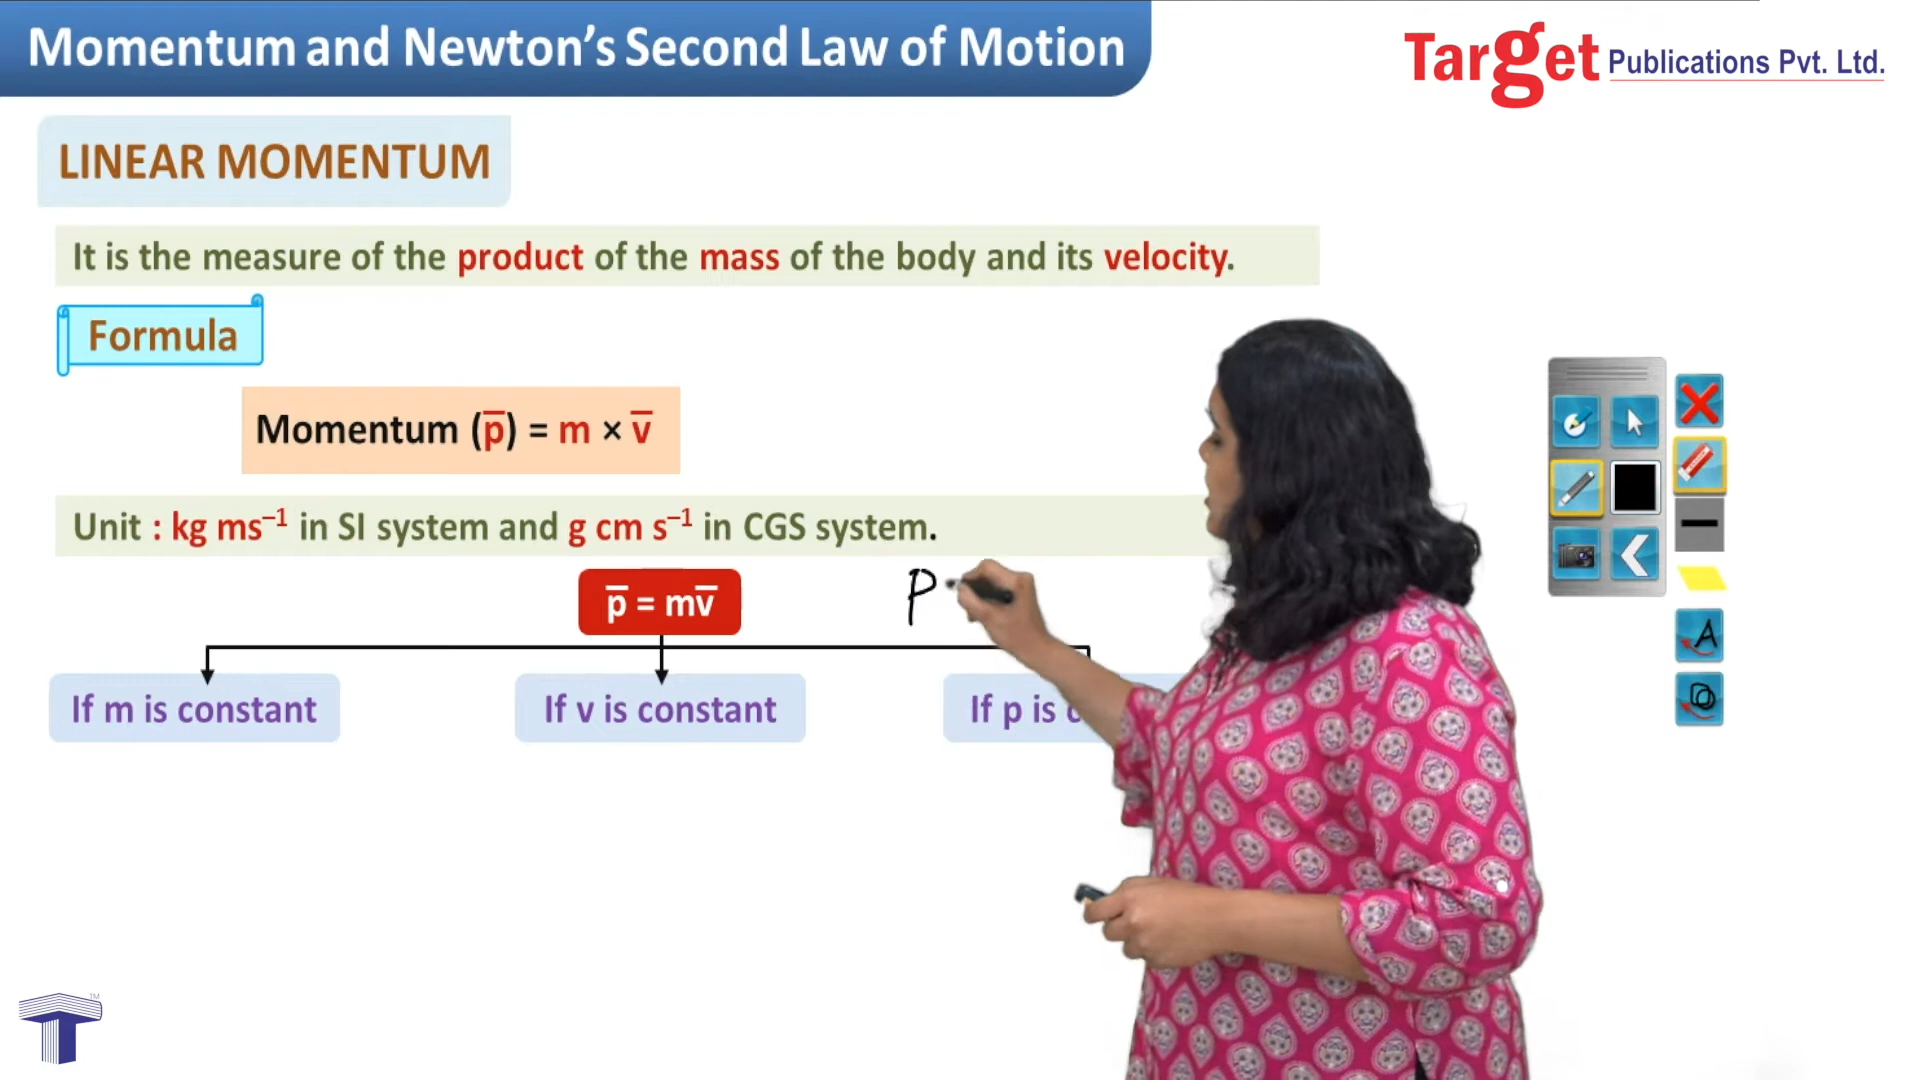 Momentum and Newton's Second Law of Motion
Target Publications Pvt. Ltd.
LINEAR MOMENTUM
It is the measure of the product of the mass of the body and its velocity.
Formula
Momentum (p̅) = m × v̅
Unit : kg ms⁻¹ in SI system and g cm s⁻¹ in CGS system.
p̅ = mv̅
P
If m is constant
If v is constant
If p is
A
TM
T